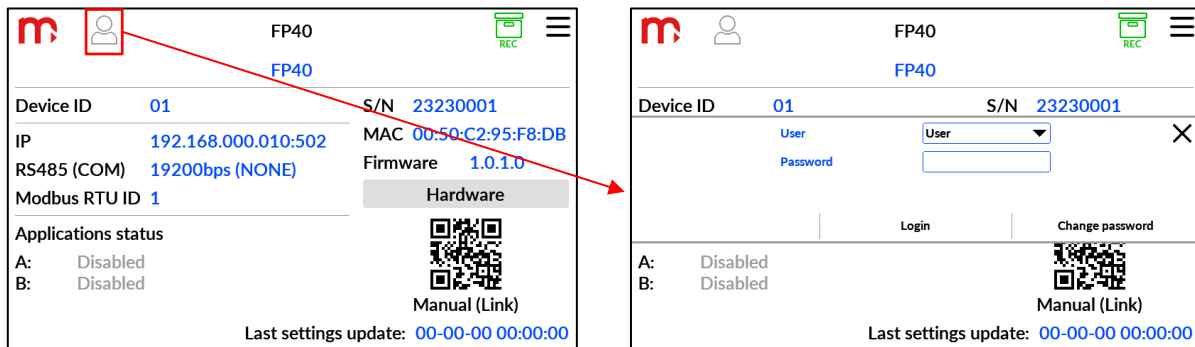 FP40
REC
FP40
Device ID 01
S/N 23230001
IP 192.168.000.010:502
MAC 00:50:C2:95:F8:DB
RS485 (COM) 19200bps (NONE)
Firmware 1.0.1.0
Modbus RTU ID 1
Hardware
Applications status
A: Disabled
B: Disabled
Manual (Link)
Last settings update: 00-00-00 00:00:00
FP40
REC
FP40
Device ID 01
S/N 23230001
User User
Password
Login Change password
A: Disabled
B: Disabled
Manual (Link)
Last settings update: 00-00-00 00:00:00